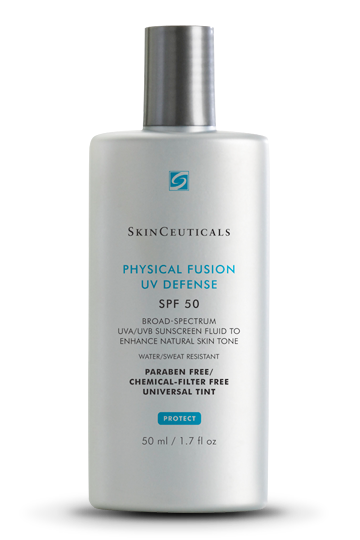 SKINCEUTICALS
PHYSICAL FUSION
UV DEFENSE
SPF 50
BROAD-SPECTRUM
UVA/UVB SUNSCREEN FLUID TO
ENHANCE NATURAL SKIN TONE
WATER/SWEAT RESISTANT
PARABEN FREE/
CHEMICAL-FILTER FREE
UNIVERSAL TINT
PROTECT
50 ml / 1.7 fl oz